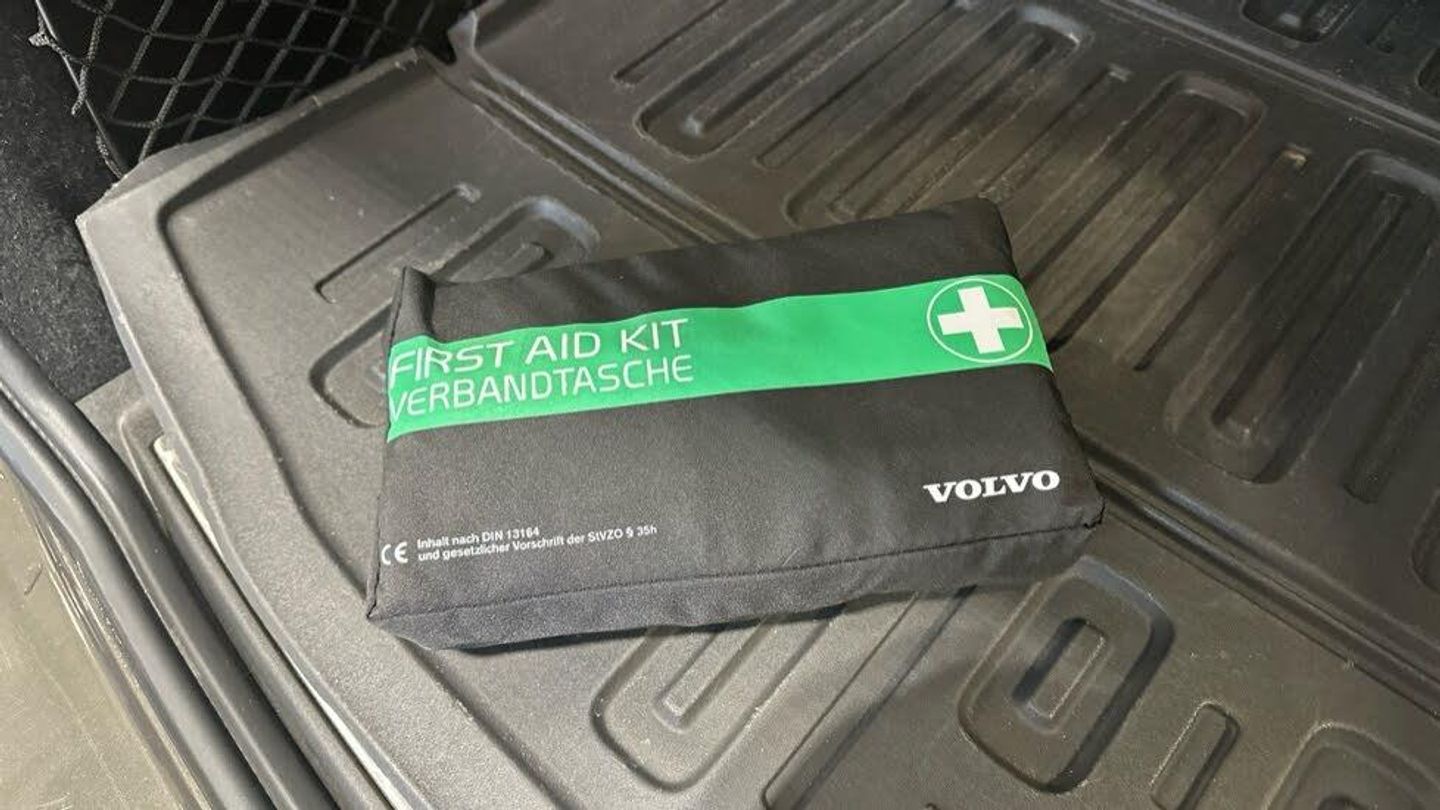 FIRST AID KIT
VERBANDTASCHE
VOLVO
CE Inhalt nach DIN 13164
und gesetzlicher Vorschrift der StVZO § 35h